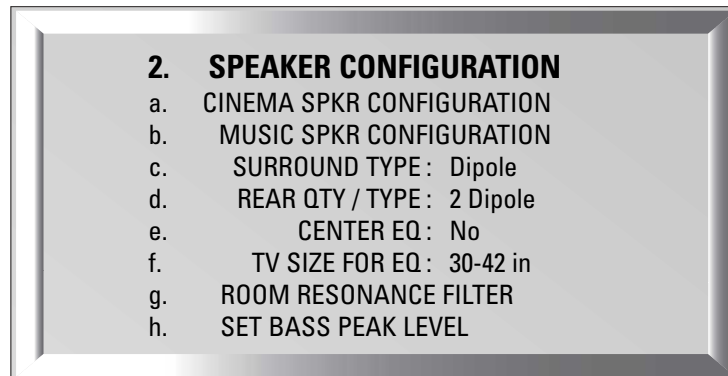 2. SPEAKER CONFIGURATION
a. CINEMA SPKR CONFIGURATION
b. MUSIC SPKR CONFIGURATION
c. SURROUND TYPE : Dipole
d. REAR QTY / TYPE : 2 Dipole
e. CENTER EQ : No
f. TV SIZE FOR EQ : 30-42 in
g. ROOM RESONANCE FILTER
h. SET BASS PEAK LEVEL